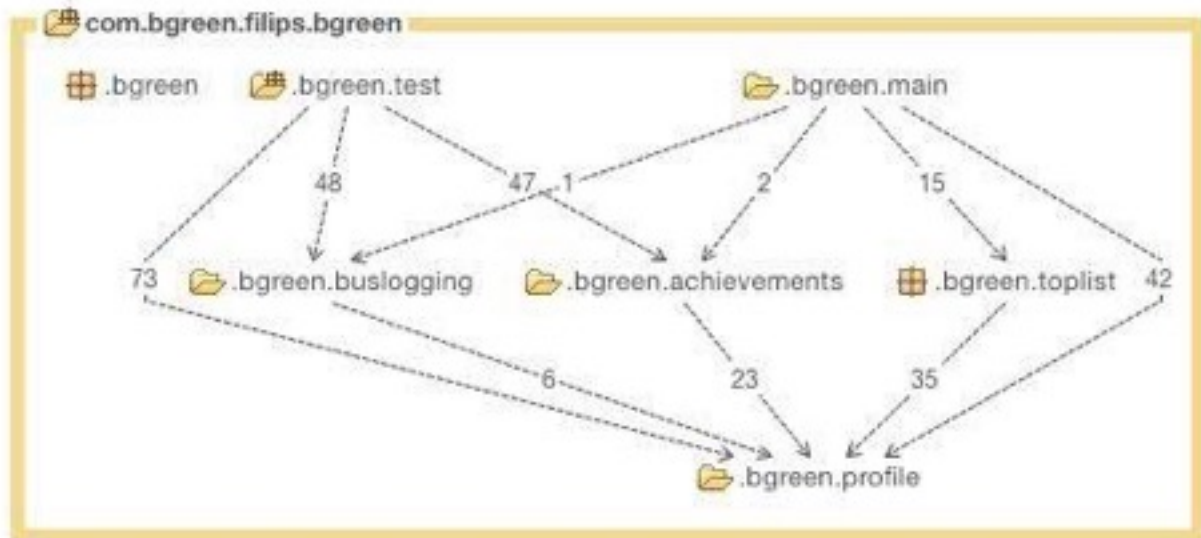 com.bgreen.filips.bgreen
.bgreen .bgreen.test .bgreen.main
48 47 1 2 15
73 .bgreen.buslogging .bgreen.achievements .bgreen.toplist 42
6 23 35
.bgreen.profile